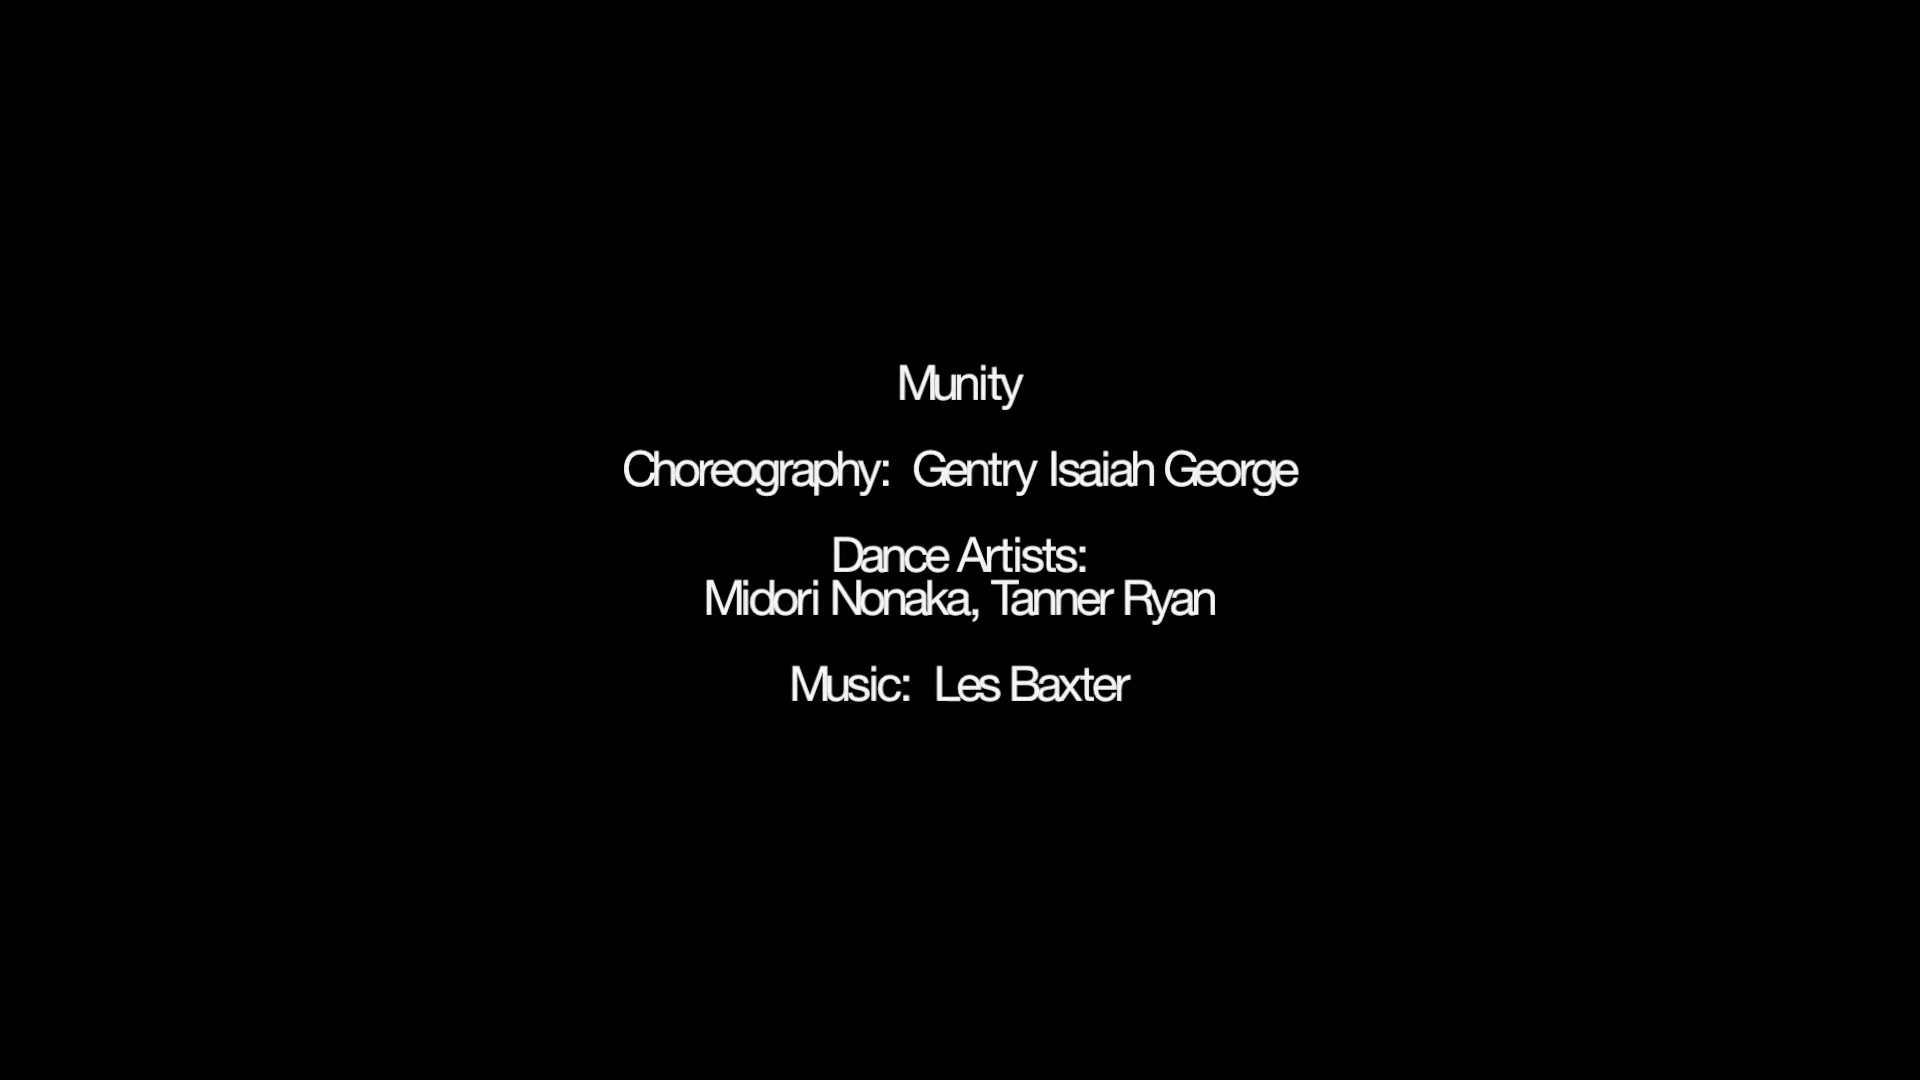 Munity
Choreography: Gentry Isaiah George
Dance Artists:
Midori Nonaka, Tanner Ryan
Music: Les Baxter